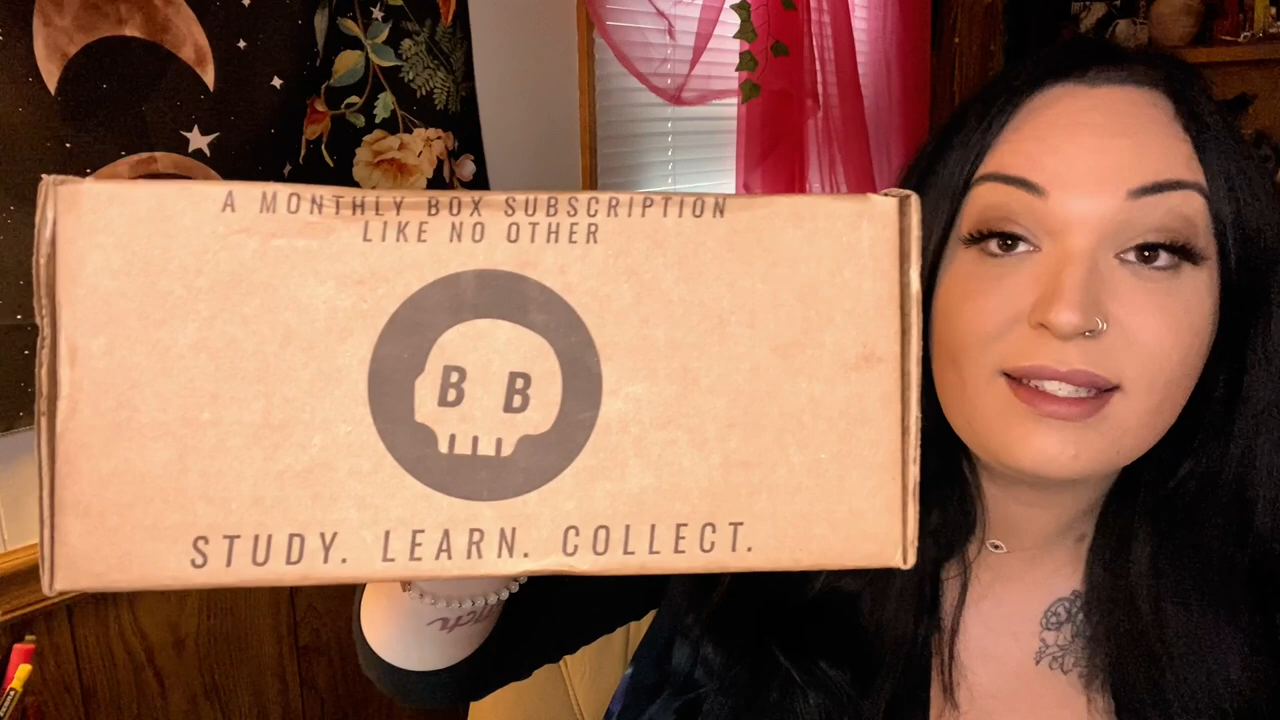 A MONTHLY BOX SUBSCRIPTION
LIKE NO OTHER
B B
STUDY. LEARN. COLLECT.